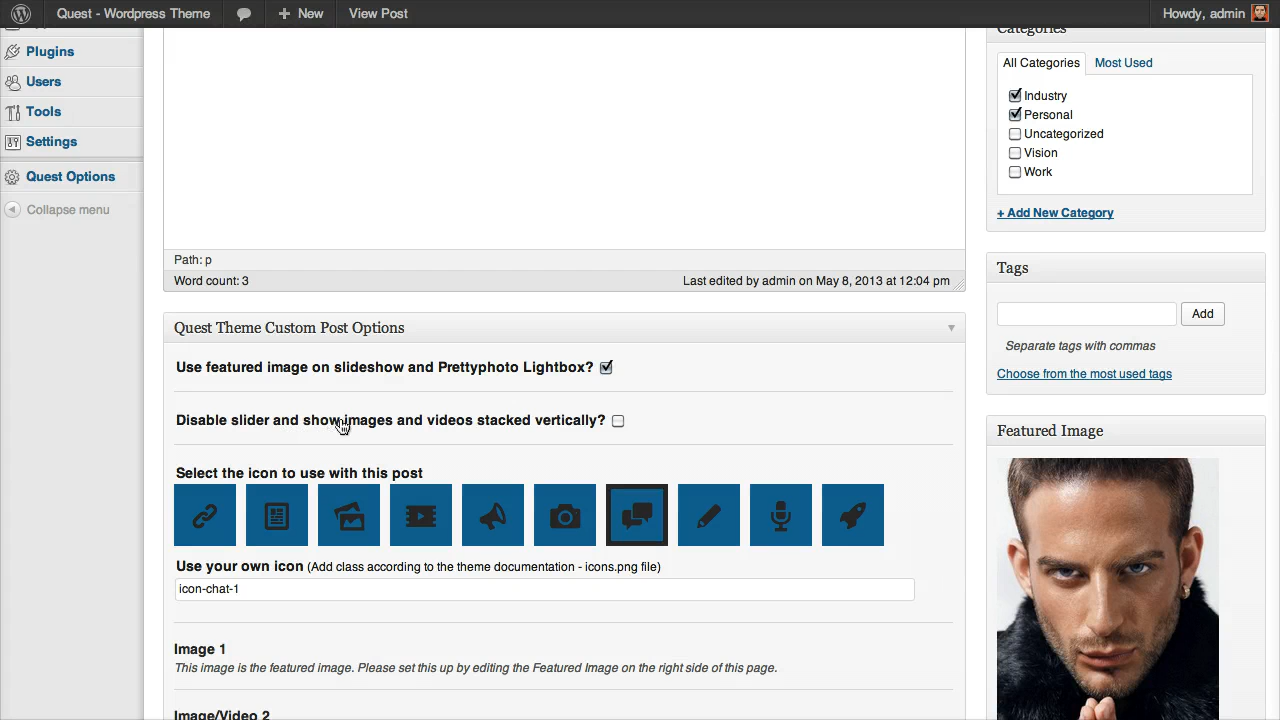 Quest - Wordpress Theme
New
View Post
Howdy, admin
Plugins
Users
Tools
Settings
Quest Options
Collapse menu
Path: p
Word count: 3
Last edited by admin on May 8, 2013 at 12:04 pm
Quest Theme Custom Post Options
Use featured image on slideshow and Prettyphoto Lightbox?
Disable slider and show images and videos stacked vertically?
Select the icon to use with this post
Use your own icon (Add class according to the theme documentation - icons.png file)
icon-chat-1
Image 1
This image is the featured image. Please set this up by editing the Featured Image on the right side of this page.
Image/Video 2
Categories
All Categories
Most Used
Industry
Personal
Uncategorized
Vision
Work
+ Add New Category
Tags
Add
Separate tags with commas
Choose from the most used tags
Featured Image